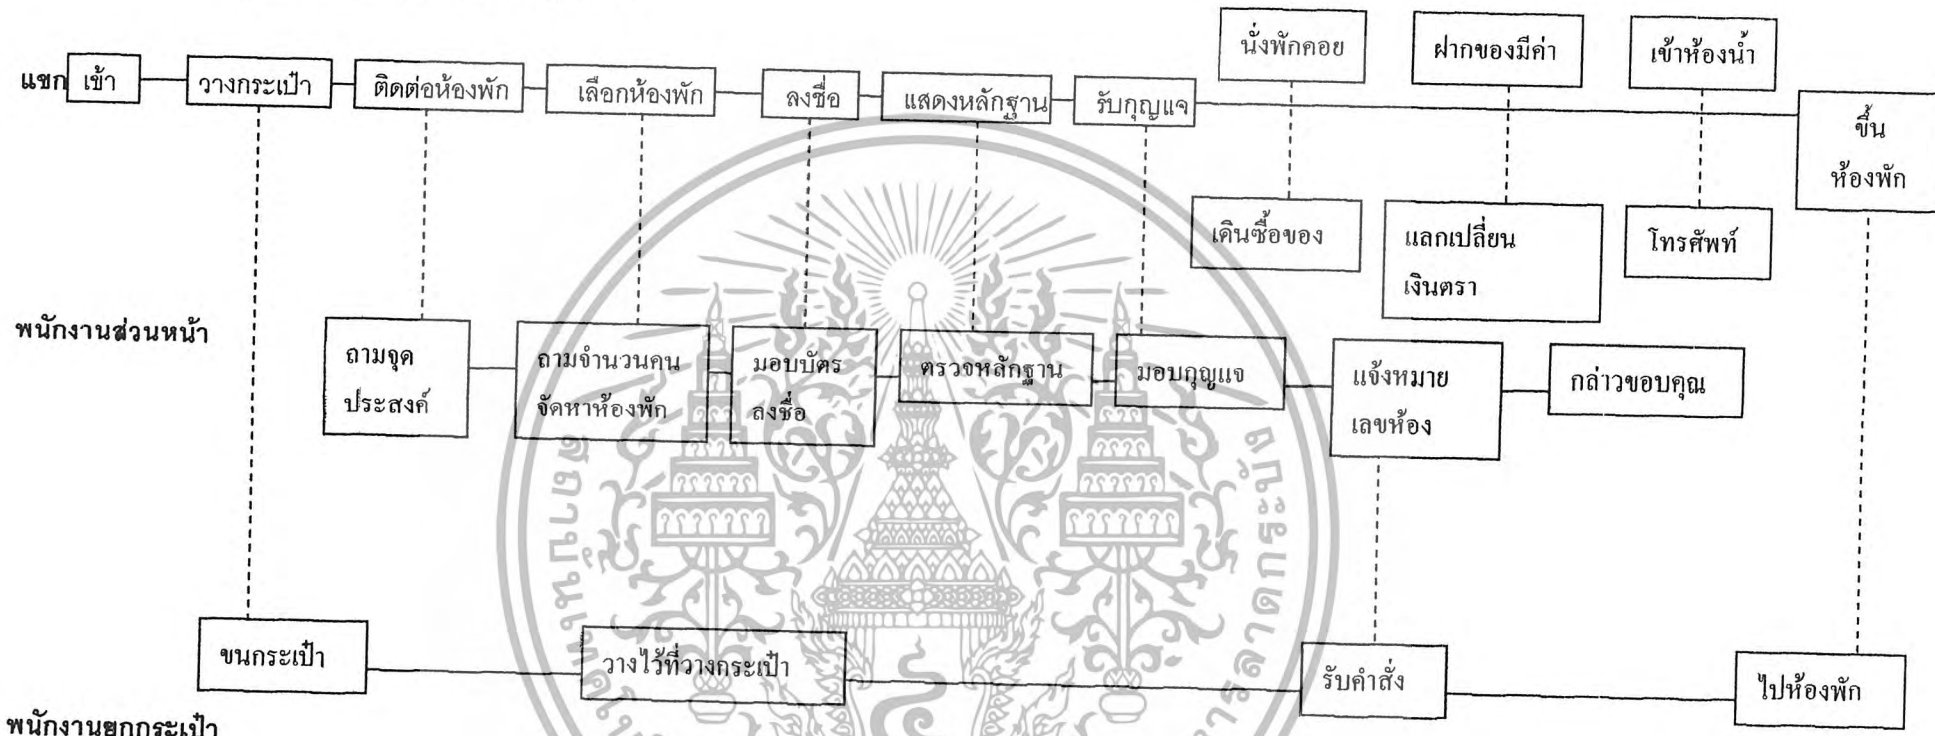 นั่งพักคอย
ฝากของมีค่า
เข้าห้องน้ำ
แขก
เข้า
วางกระเป๋า
ติดต่อห้องพัก
เลือกห้องพัก
ลงชื่อ
แสดงหลักฐาน
รับกุญแจ
ขึ้น
ห้องพัก
เดินซื้อของ
แลกเปลี่ยน
เงินตรา
โทรศัพท์
พนักงานส่วนหน้า
ถามจุด
ประสงค์
ถามจำนวนคน
จัดหาห้องพัก
มอบบัตร
ลงชื่อ
ตรวจหลักฐาน
มอบกุญแจ
แจ้งหมาย
เลขห้อง
กล่าวขอบคุณ
ขนกระเป๋า
วางไว้ที่วางกระเป๋า
รับคำสั่ง
ไปห้องพัก
พนักงานยกกระเป๋า